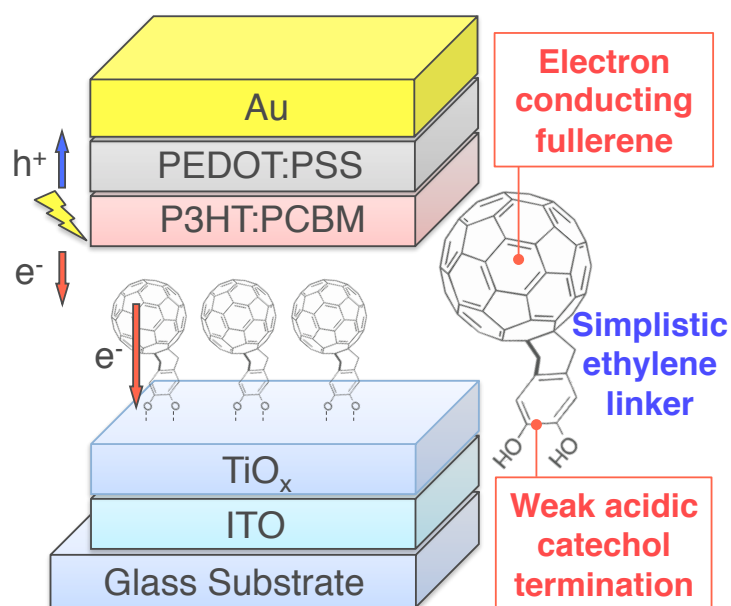 Au
PEDOT:PSS
P3HT:PCBM
h⁺
e⁻
e⁻
TiOₓ
ITO
Glass Substrate
Electron
conducting
fullerene
Simplistic
ethylene
linker
O O O O O O
HO HO
Weak acidic
catechol
termination